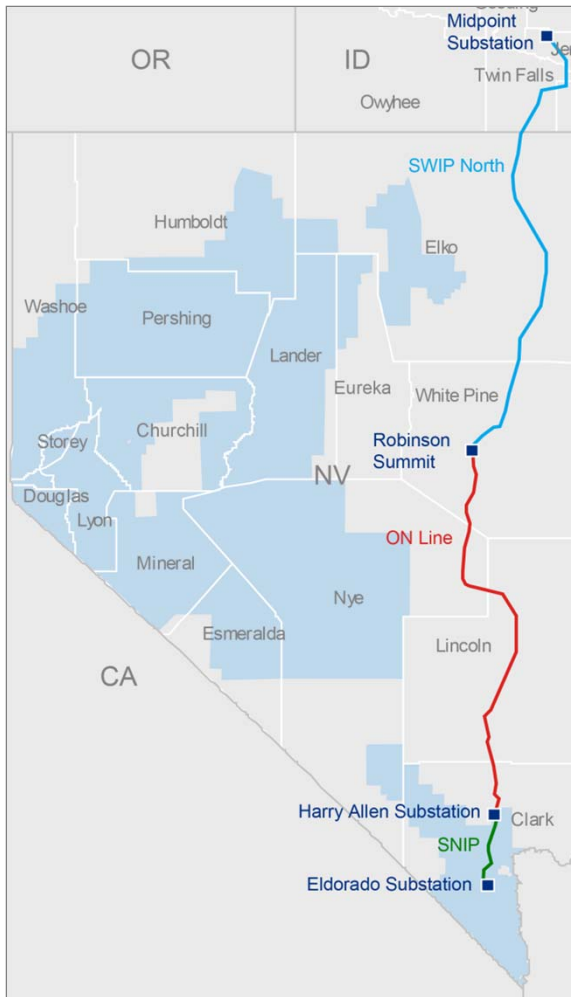 Midpoint
Substation
OR
ID
Twin Falls
Owyhee
SWIP North
Humboldt
Elko
Washoe
Pershing
Lander
Eureka
White Pine
Churchill
Storey
Robinson
Summit
NV
Douglas
Lyon
ON Line
Mineral
Nye
Esmeralda
Lincoln
CA
Harry Allen Substation
Clark
SNIP
Eldorado Substation